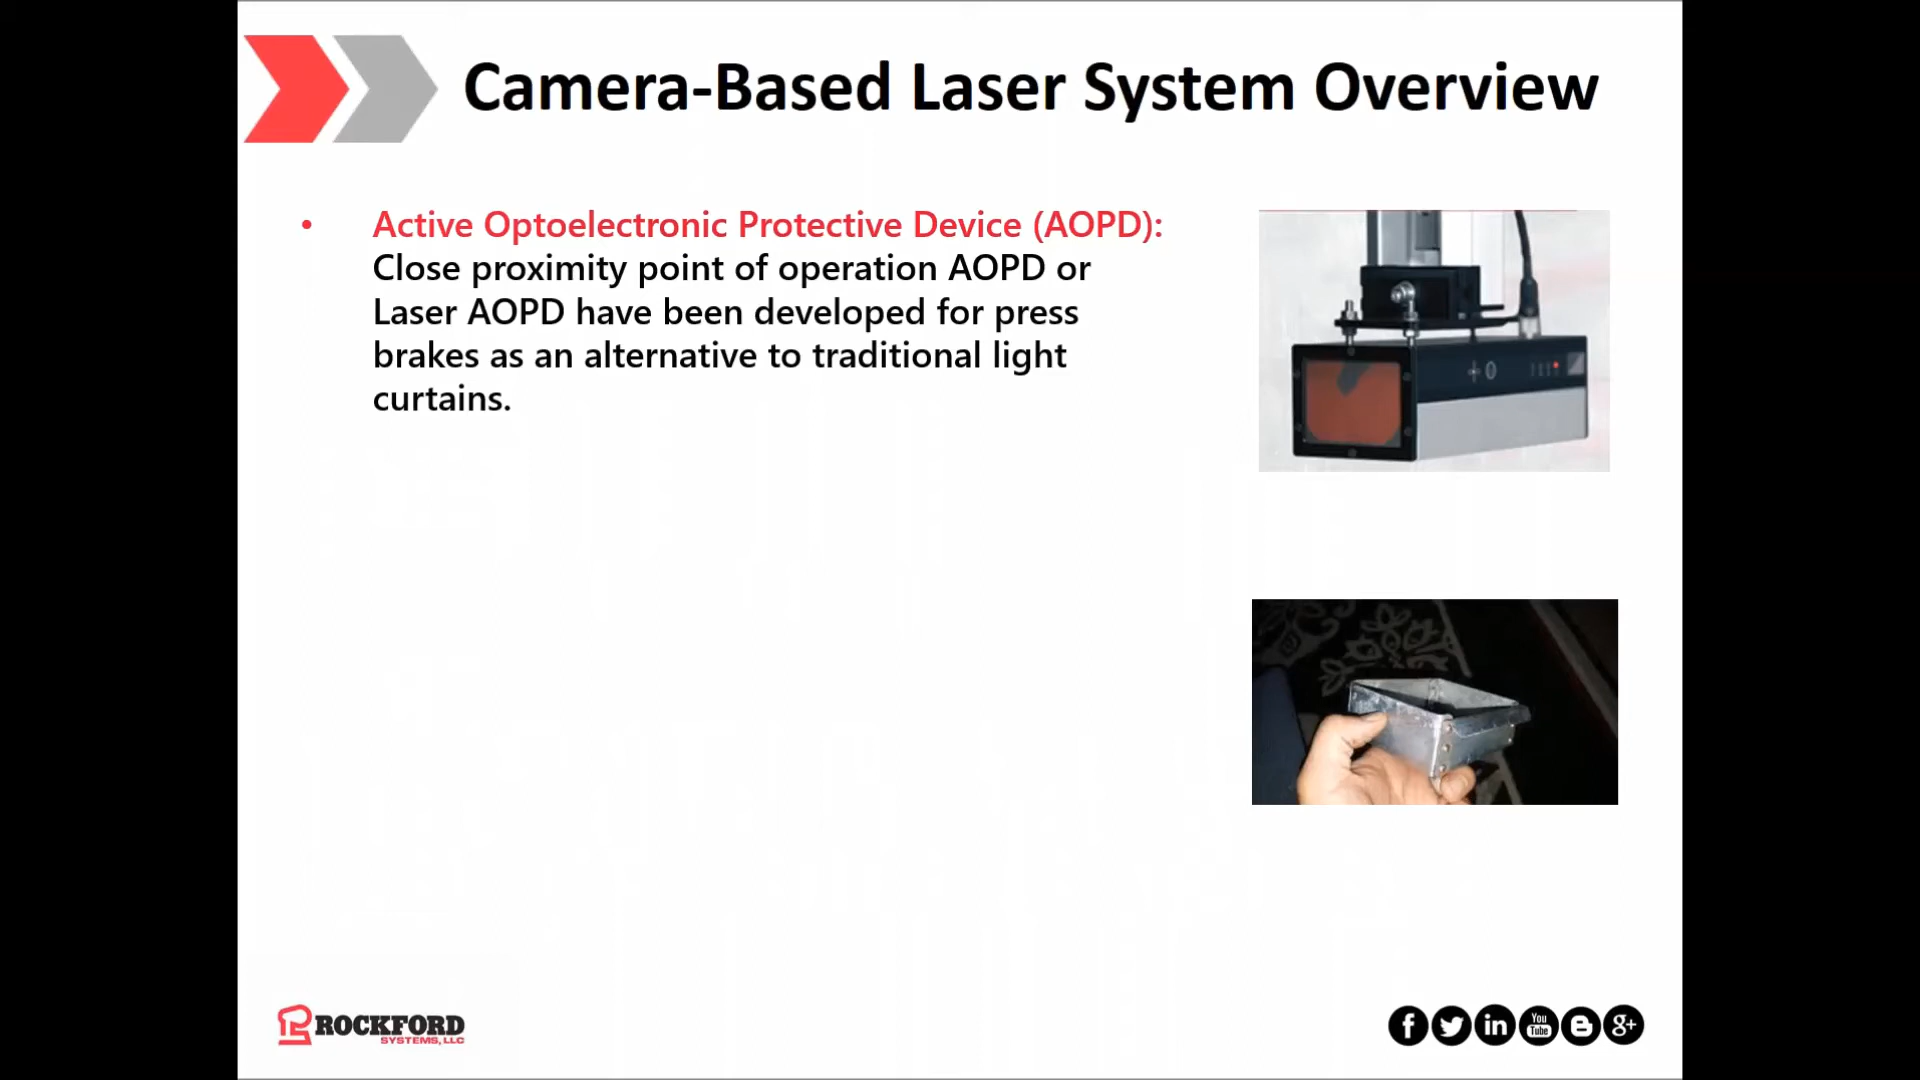 Camera-Based Laser System Overview
• Active Optoelectronic Protective Device (AOPD):
Close proximity point of operation AOPD or
Laser AOPD have been developed for press
brakes as an alternative to traditional light
curtains.
ROCKFORD
SYSTEMS, LLC
f in You Tube B g+